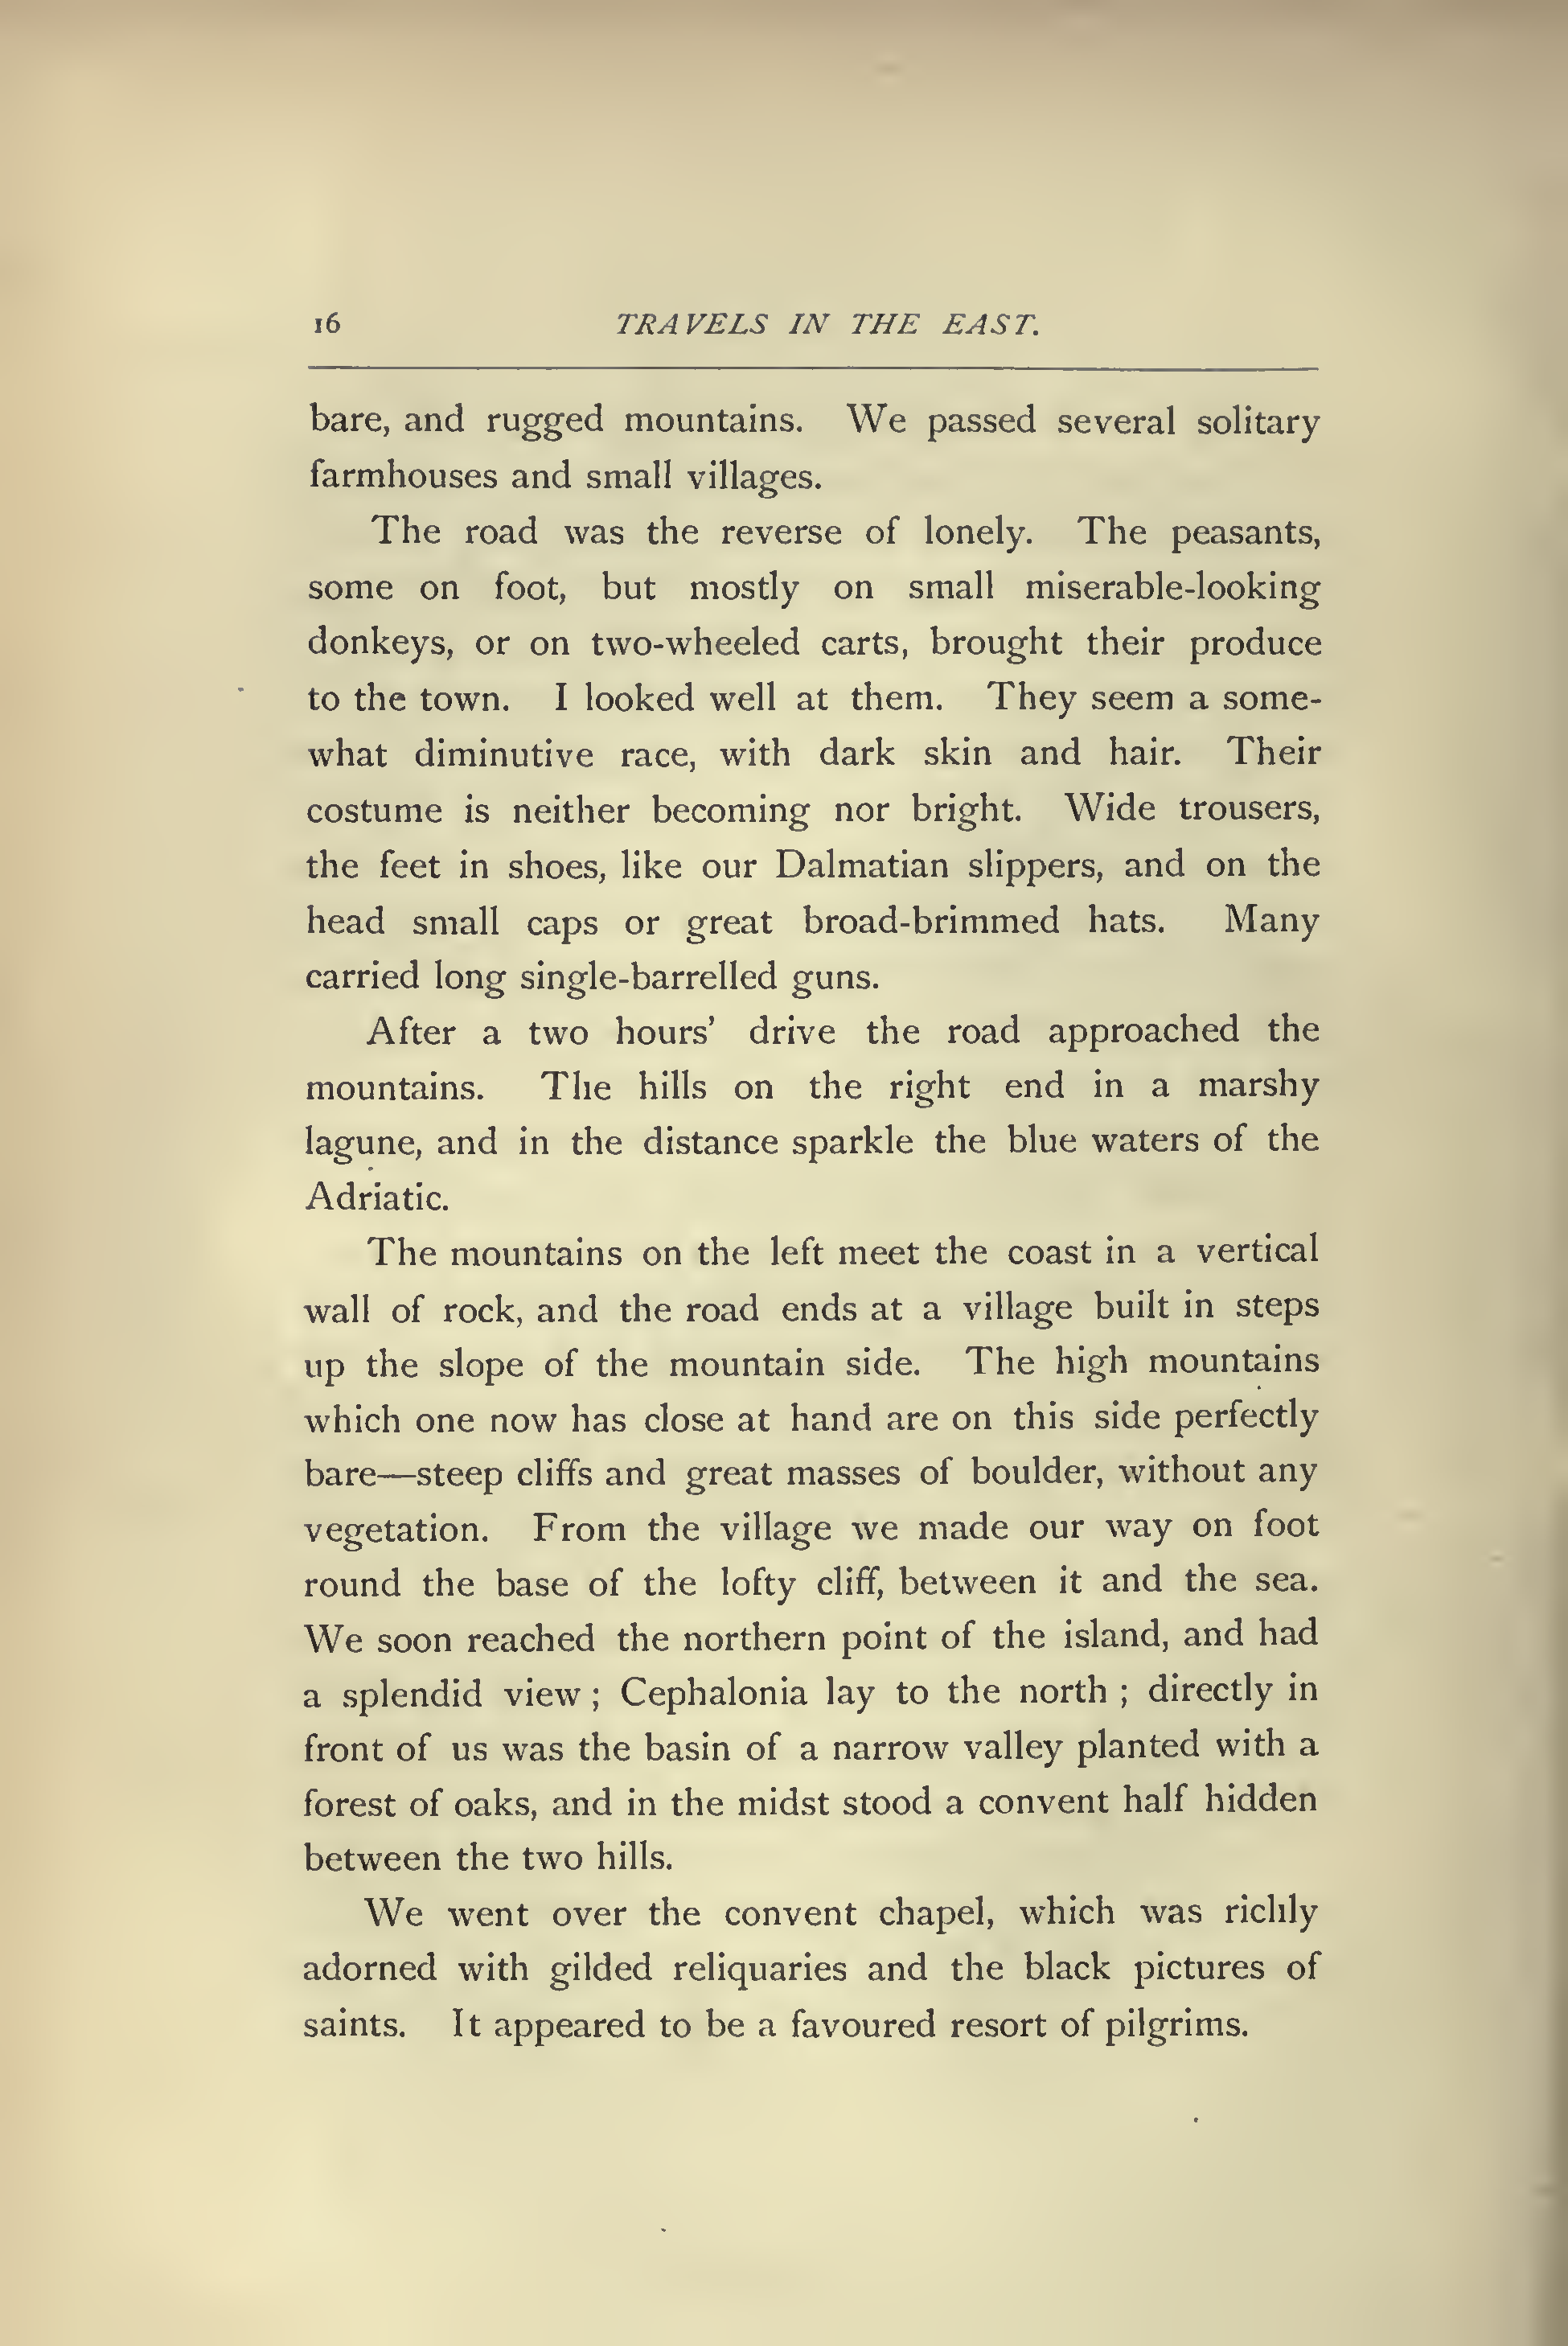 16 TRAVELS IN THE EAST.
bare, and rugged mountains. We passed several solitary
farmhouses and small villages.
The road was the reverse of lonely. The peasants,
some on foot, but mostly on small miserable-looking
donkeys, or on two-wheeled carts, brought their produce
to the town. I looked well at them. They seem a some-
what diminutive race, with dark skin and hair. Their
costume is neither becoming nor bright. Wide trousers,
the feet in shoes, like our Dalmatian slippers, and on the
head small caps or great broad-brimmed hats. Many
carried long single-barrelled guns.
After a two hours' drive the road approached the
mountains. The hills on the right end in a marshy
lagune, and in the distance sparkle the blue waters of the
Adriatic.
The mountains on the left meet the coast in a vertical
wall of rock, and the road ends at a village built in steps
up the slope of the mountain side. The high mountains
which one now has close at hand are on this side perfectly
bare—steep cliffs and great masses of boulder, without any
vegetation. From the village we made our way on foot
round the base of the lofty cliff, between it and the sea.
We soon reached the northern point of the island, and had
a splendid view ; Cephalonia lay to the north ; directly in
front of us was the basin of a narrow valley planted with a
forest of oaks, and in the midst stood a convent half hidden
between the two hills.
We went over the convent chapel, which was richly
adorned with gilded reliquaries and the black pictures of
saints. It appeared to be a favoured resort of pilgrims.